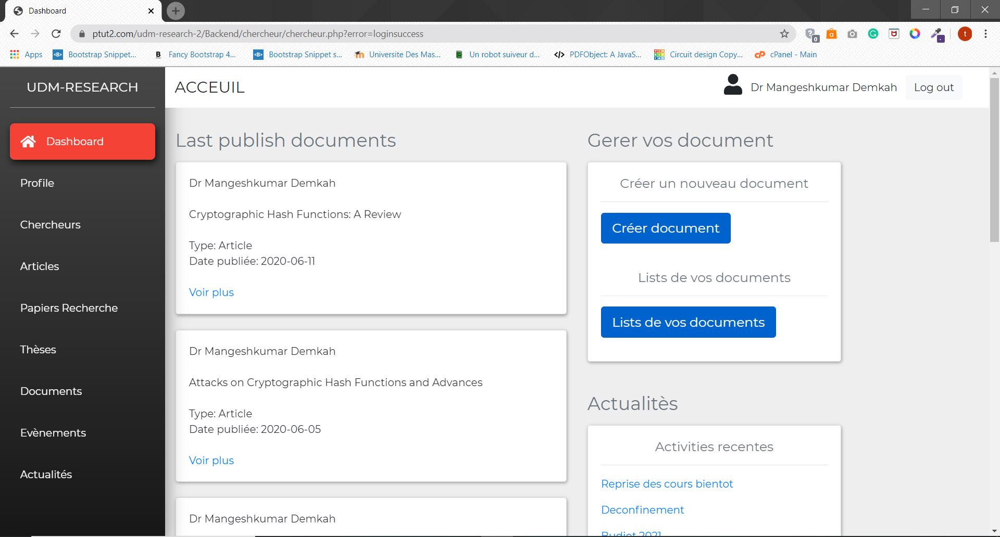 Dashboard
ptut2.com/udm-research-2/Backend/chercheur/chercheur.php?error=loginsuccess
0
a
G
t
Apps
Bootstrap Snippet...
B Fancy Bootstrap 4...
Bootstrap Snippet s...
Universite Des Mas...
Un robot suiveur d...
PDFObject: A JavaS...
Circuit design Copy...
cPanel - Main
UDM-RESEARCH
Dashboard
Profile
Chercheurs
Articles
Papiers Recherche
Thèses
Documents
Evènements
Actualités
ACCEUIL
Dr Mangeshkumar Demkah
Log out
Last publish documents
Dr Mangeshkumar Demkah
Cryptographic Hash Functions: A Review
Type: Article
Date publiée: 2020-06-11
Voir plus
Dr Mangeshkumar Demkah
Attacks on Cryptographic Hash Functions and Advances
Type: Article
Date publiée: 2020-06-05
Voir plus
Dr Mangeshkumar Demkah
Gerer vos document
Créer un nouveau document
Créer document
Lists de vos documents
Lists de vos documents
Actualitès
Activities recentes
Reprise des cours bientot
Deconfinement
Budjet 2021